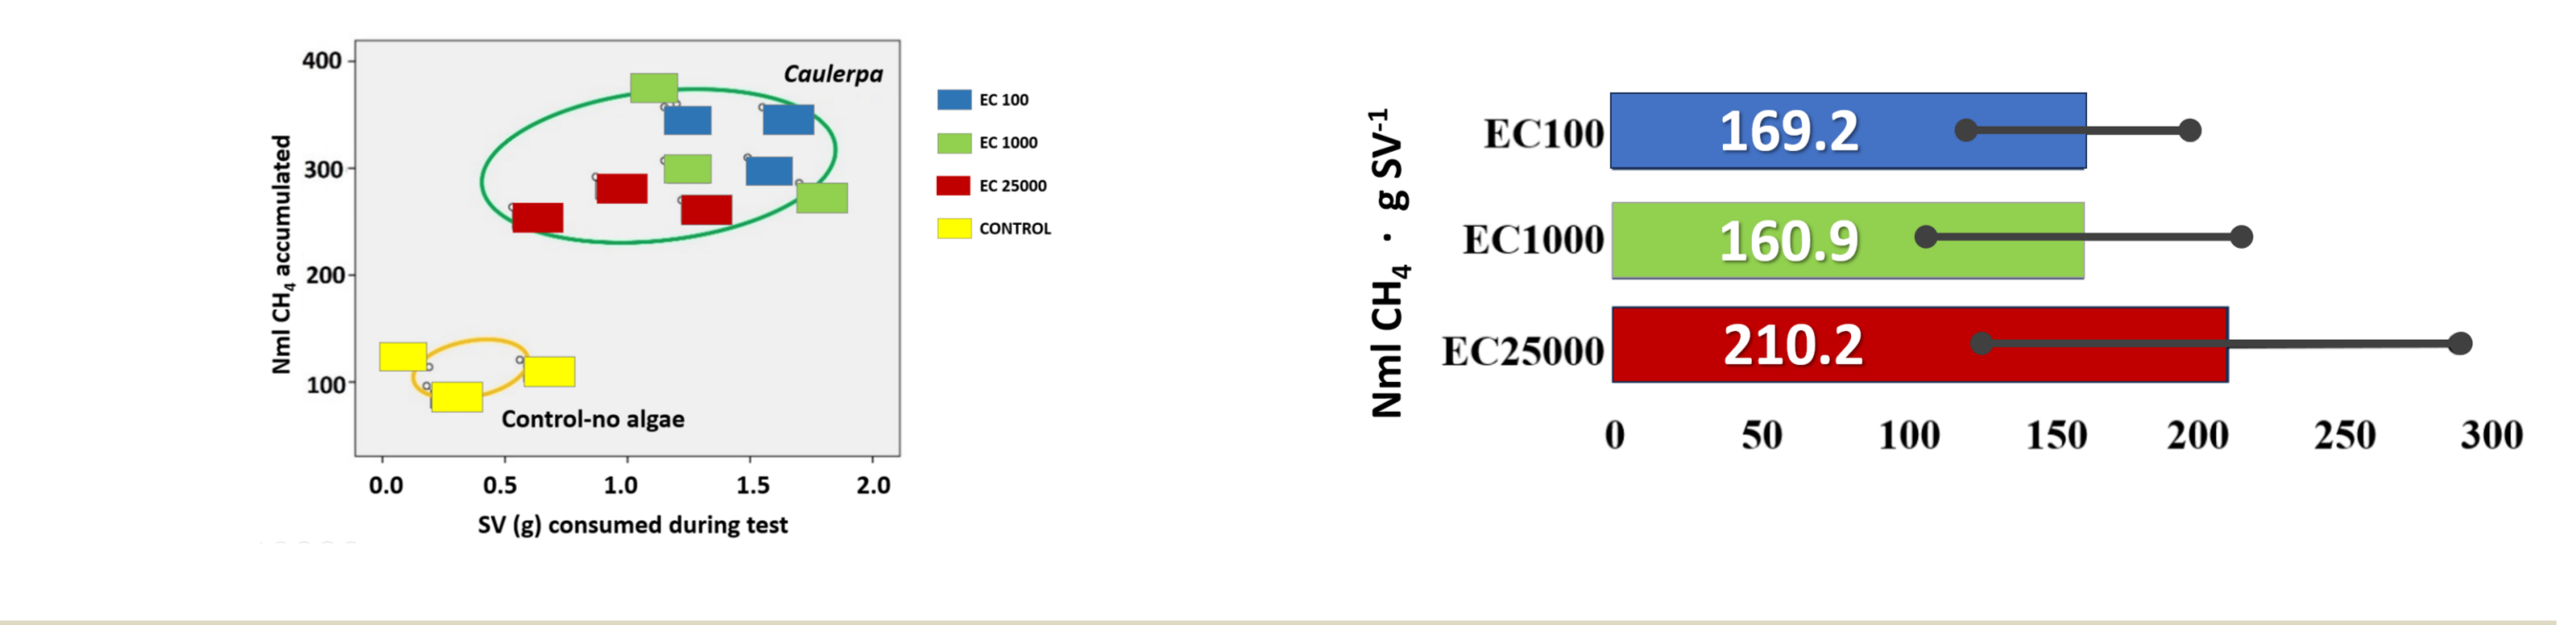 Nml CH₄ accumulated
400
300
200
100
Caulerpa
Control-no algae
0.0 0.5 1.0 1.5 2.0
SV (g) consumed during test
EC 100
EC 1000
EC 25000
CONTROL
Nml CH₄ · g SV⁻¹
EC100 169.2
EC1000 160.9
EC25000 210.2
0 50 100 150 200 250 300